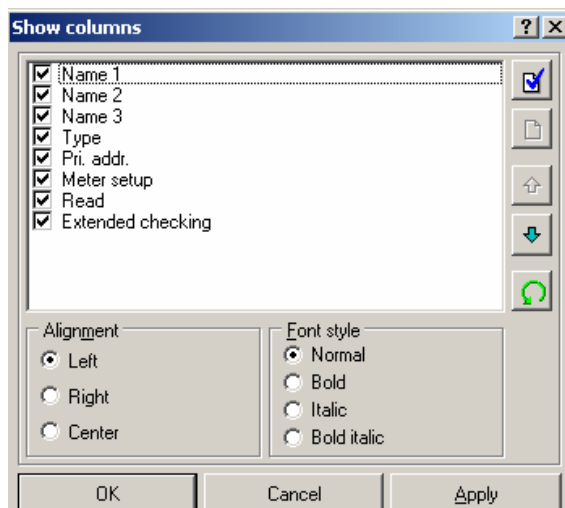 Show columns
Name 1
Name 2
Name 3
Type
Pri. addr.
Meter setup
Read
Extended checking
Alignment
Left
Right
Center
Font style
Normal
Bold
Italic
Bold italic
OK Cancel Apply